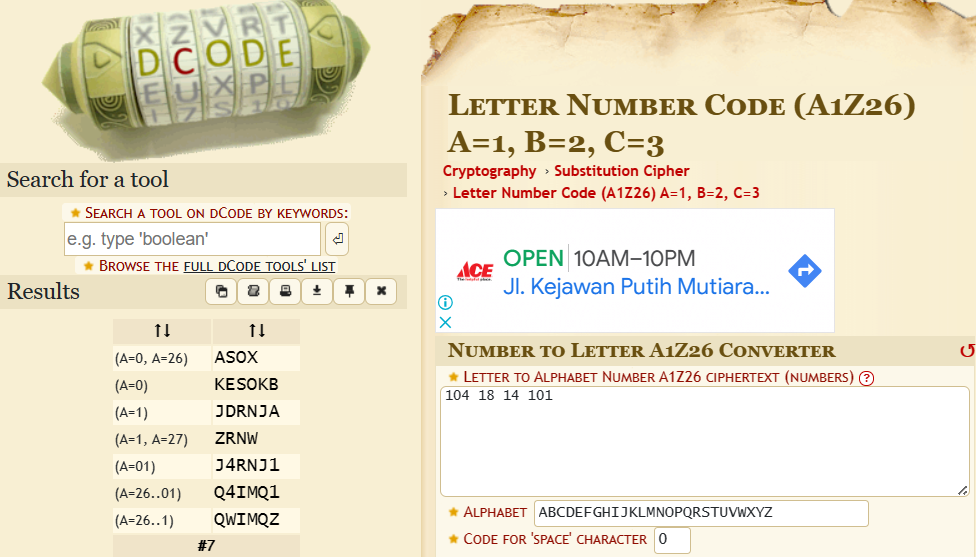 X Z V R T
D C O D E
E U X P L
LETTER NUMBER CODE (A1Z26)
A=1, B=2, C=3
Cryptography › Substitution Cipher
› Letter Number Code (A1Z26) A=1, B=2, C=3
Search for a tool
★ SEARCH A TOOL ON DCODE BY KEYWORDS:
e.g. type 'boolean'
★ BROWSE THE FULL DCODE TOOLS' LIST
ACE
OPEN 10AM–10PM
Jl. Kejawan Putih Mutiara...
Results
↑↓ ↑↓
(A=0, A=26) ASOX
(A=0) KESOKB
(A=1) JDRNJA
(A=1, A=27) ZRNW
(A=01) J4RNJ1
(A=26..01) Q4IMQ1
(A=26..1) QWIMQZ
#7
NUMBER TO LETTER A1Z26 CONVERTER
★ LETTER TO ALPHABET NUMBER A1Z26 CIPHERTEXT (NUMBERS) ?
104 18 14 101
★ ALPHABET ABCDEFGHIJKLMNOPQRSTUVWXYZ
★ CODE FOR 'SPACE' CHARACTER 0